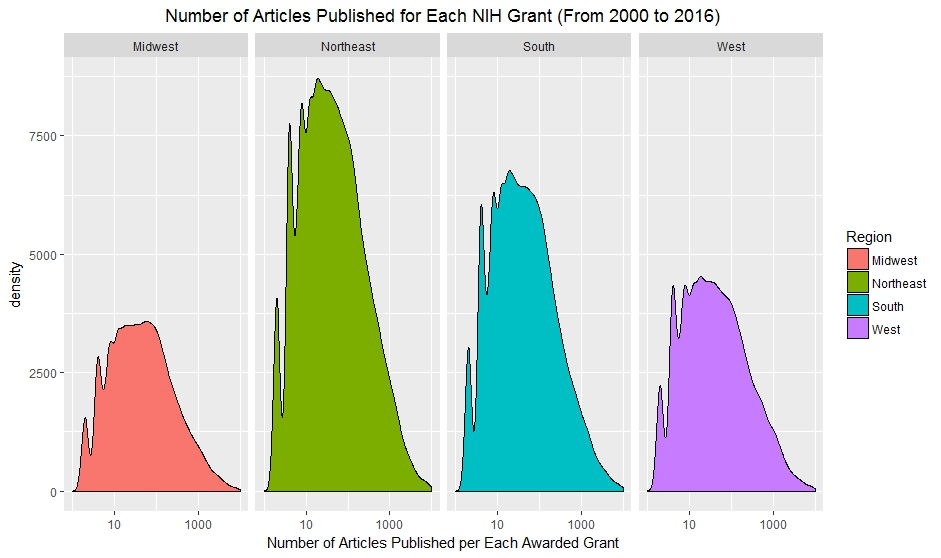 Number of Articles Published for Each NIH Grant (From 2000 to 2016)
Midwest Northeast South West
7500
5000
2500
0
density
10 1000 10 1000 10 1000 10 1000
Number of Articles Published per Each Awarded Grant
Region
Midwest
Northeast
South
West